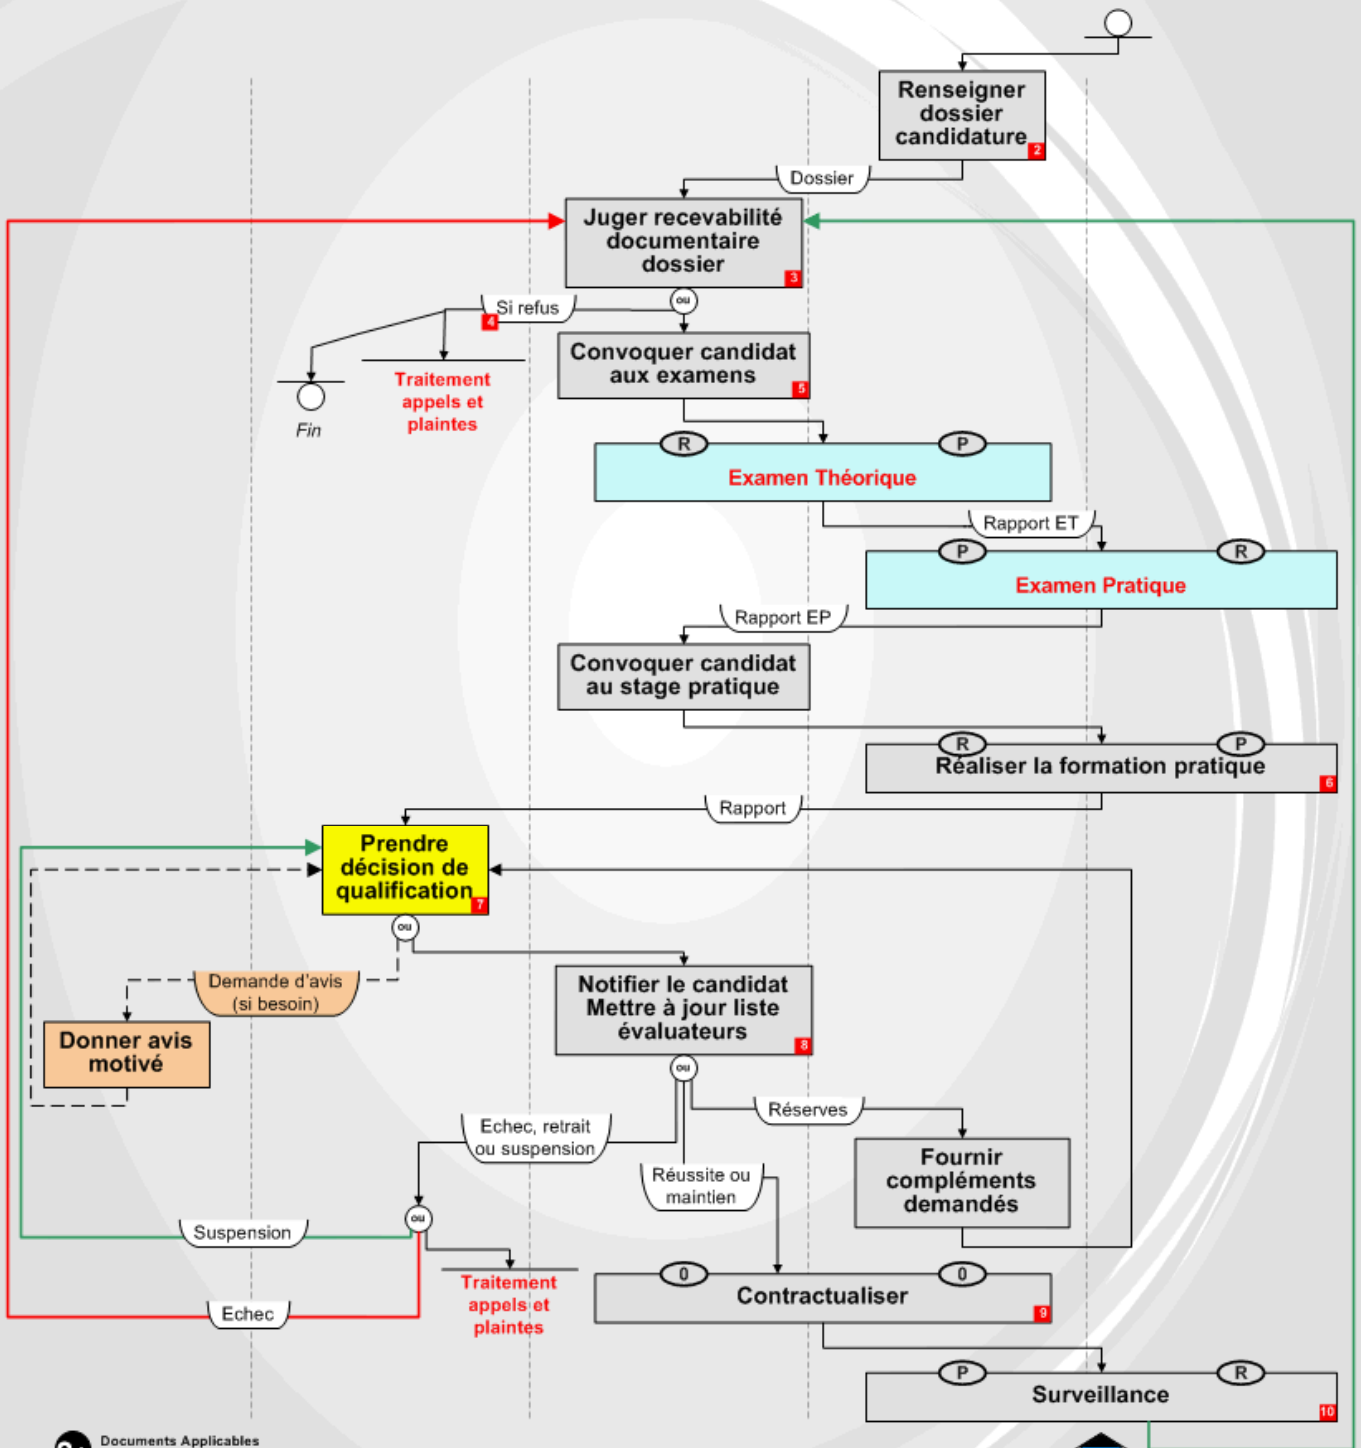 Renseigner
dossier
candidature
2
Dossier
Juger recevabilité
documentaire
dossier
3
ou
Si refus
4
Convoquer candidat
aux examens
5
Traitement
appels et
plaintes
Fin
R
P
Examen Théorique
Rapport ET
P
R
Examen Pratique
Rapport EP
Convoquer candidat
au stage pratique
R
P
Réaliser la formation pratique
6
Rapport
Prendre
décision de
qualification
7
ou
Demande d'avis
(si besoin)
Donner avis
motivé
Notifier le candidat
Mettre à jour liste
évaluateurs
8
ou
Réserves
Echec, retrait
ou suspension
Réussite ou
maintien
Fournir
compléments
demandés
ou
Suspension
Traitement
appels et
plaintes
Echec
0
0
Contractualiser
9
P
R
Surveillance
10
Documents Applicables